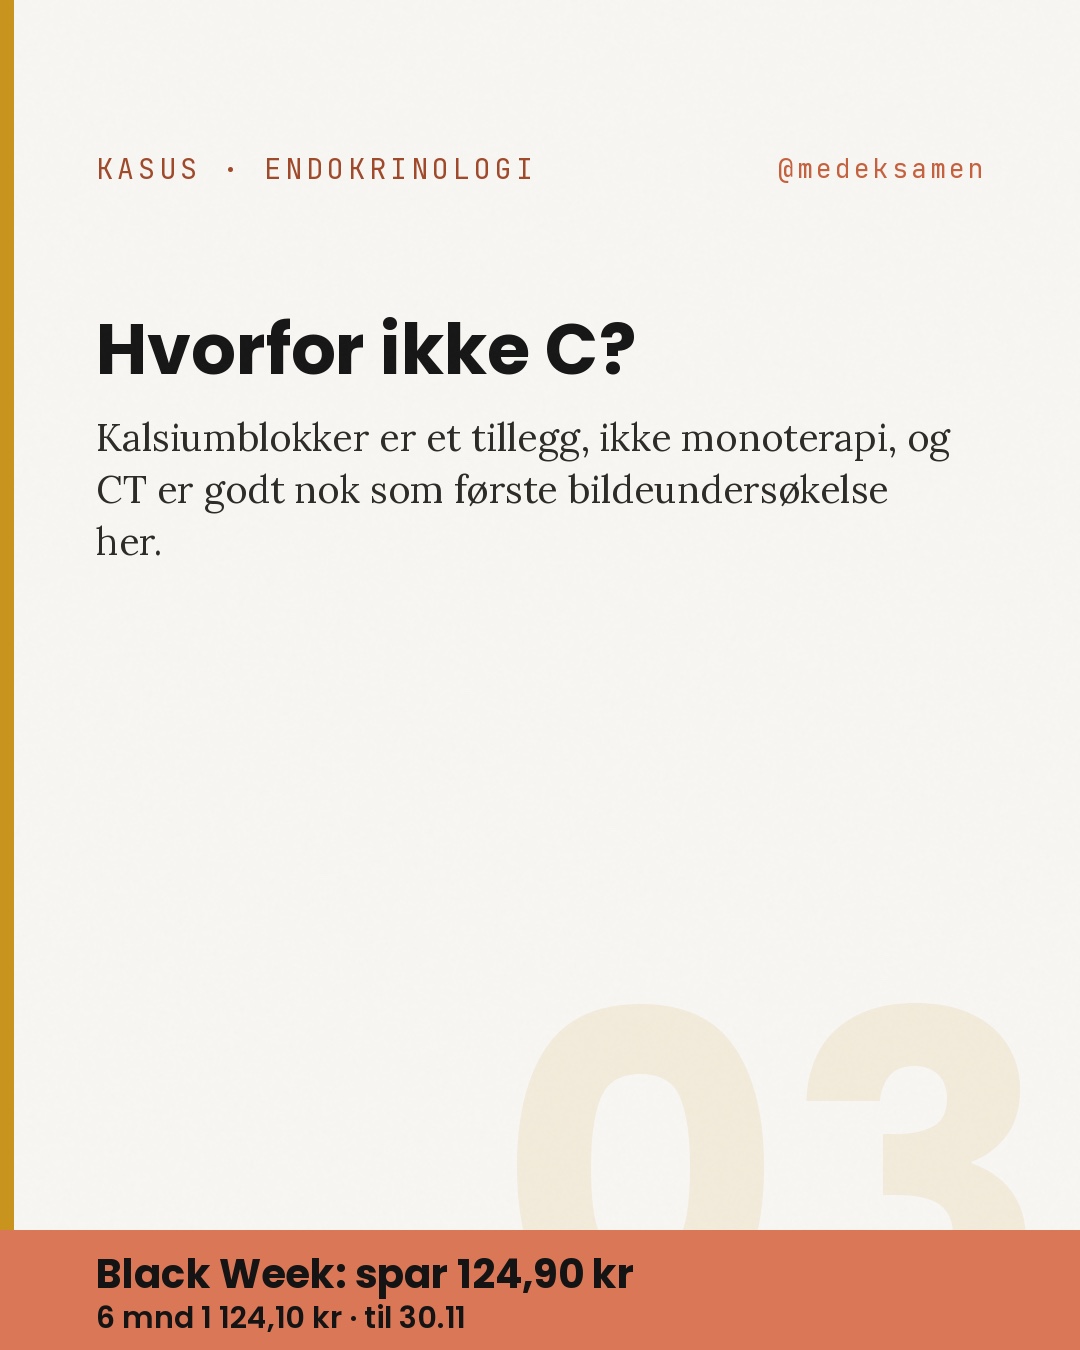 KASUS · ENDOKRINOLOGI
@medeksamen
Hvorfor ikke C?
Kalsiumblokker er et tillegg, ikke monoterapi, og
CT er godt nok som første bildeundersøkelse
her.
03
Black Week: spar 124,90 kr
6 mnd 1 124,10 kr · til 30.11